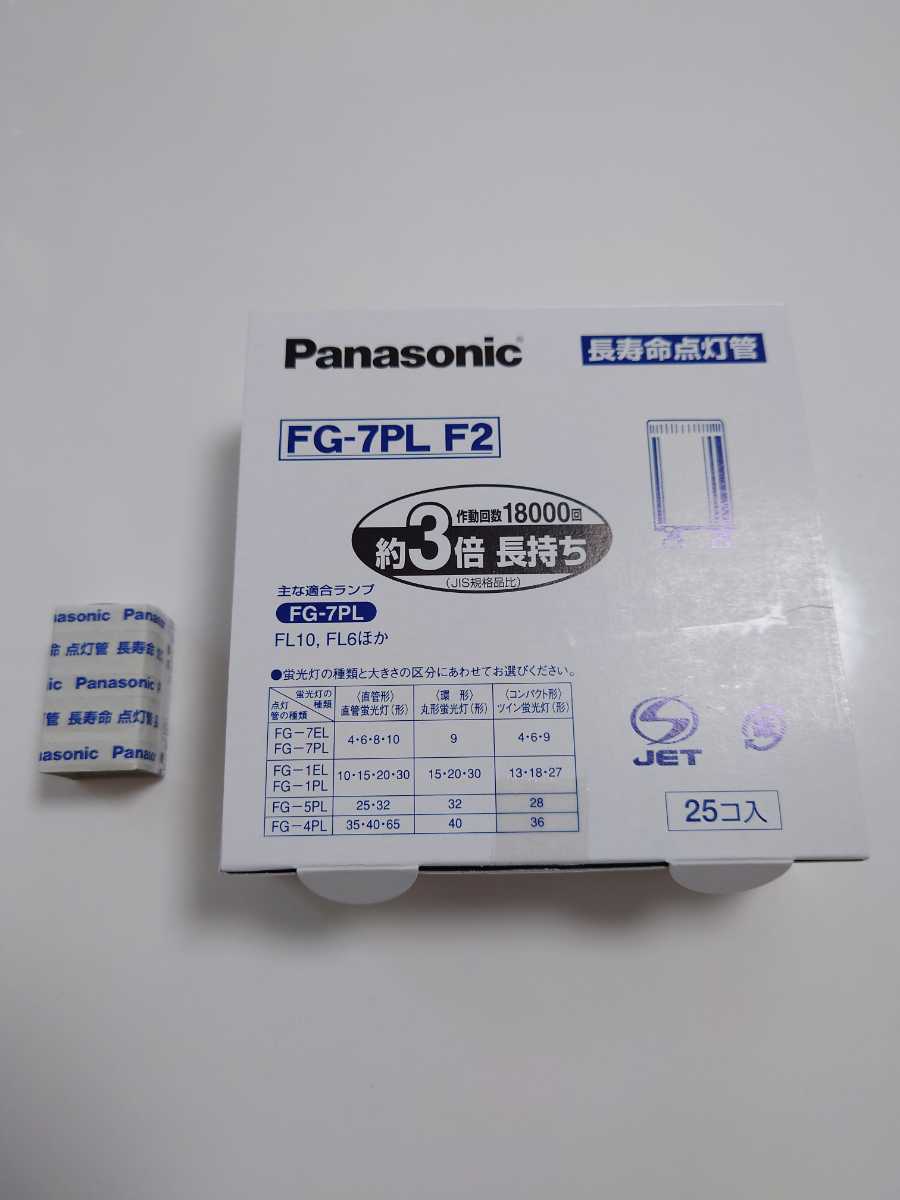 Panasonic
長寿命点灯管
FG-7PL F2
作動回数18000回
約3倍 長持ち
(JIS規格品比)
主な適合ランプ
FG-7PL
FL10, FL6ほか
●蛍光灯の種類と大きさの区分にあわせてお選びください。
蛍光灯の種類 点灯管の種類 〈直管形〉直管蛍光灯(形) 〈環 形〉丸形蛍光灯(形) 〈コンパクト形〉ツイン蛍光灯(形)
FG-7EL FG-7PL 4・6・8・10 9 4・6・9
FG-1EL FG-1PL 10・15・20・30 15・20・30 13・18・27
FG-5PL 25・32 32 28
FG-4PL 35・40・65 40 36
JET
25コ入
asonic Pana
命 点灯管 長寿命
ic Panasonic
管 長寿命 点灯管
asonic Panas